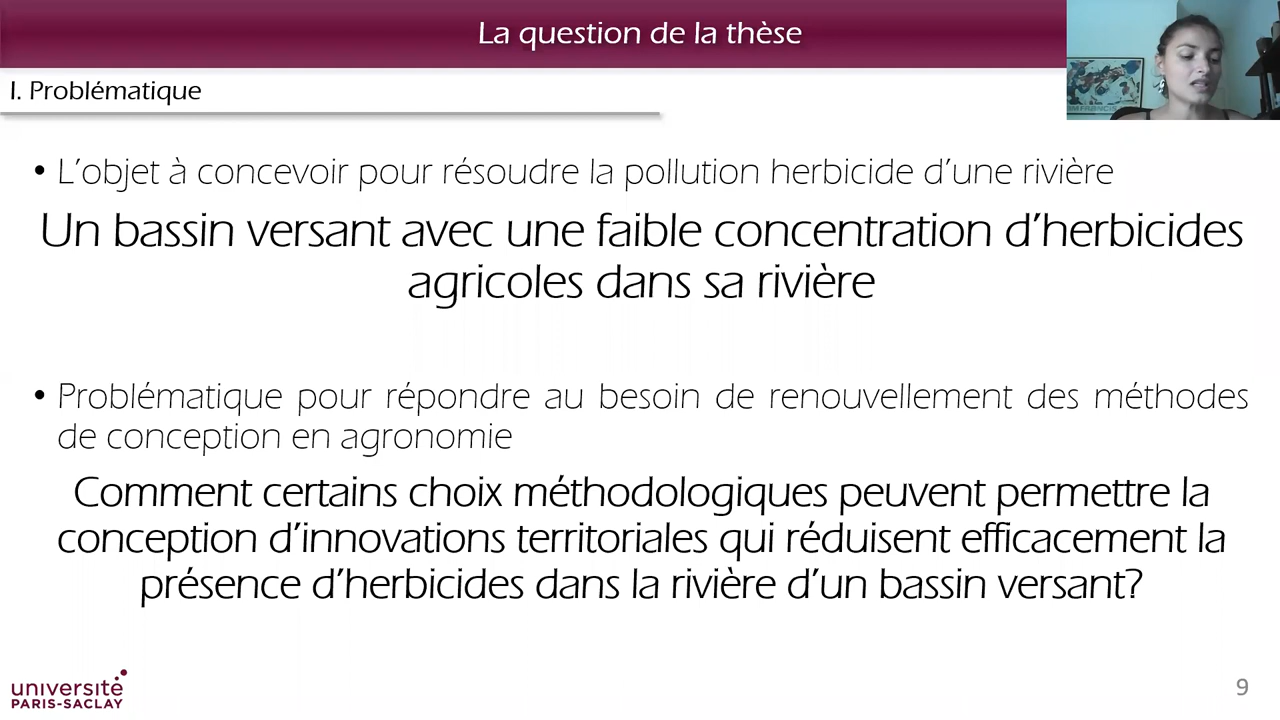 La question de la thèse
I. Problématique
• L'objet à concevoir pour résoudre la pollution herbicide d'une rivière
Un bassin versant avec une faible concentration d'herbicides
agricoles dans sa rivière
• Problématique pour répondre au besoin de renouvellement des méthodes
de conception en agronomie
Comment certains choix méthodologiques peuvent permettre la
conception d'innovations territoriales qui réduisent efficacement la
présence d'herbicides dans la rivière d'un bassin versant?
université
PARIS-SACLAY
9